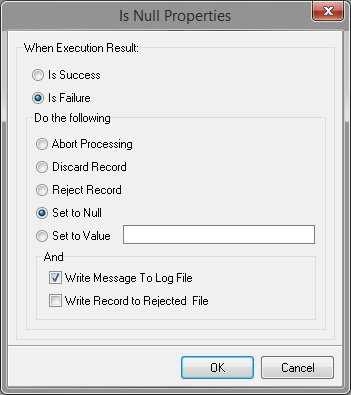 Is Null Properties
When Execution Result:
Is Success
Is Failure
Do the following
Abort Processing
Discard Record
Reject Record
Set to Null
Set to Value
And
Write Message To Log File
Write Record to Rejected  File
OK
Cancel